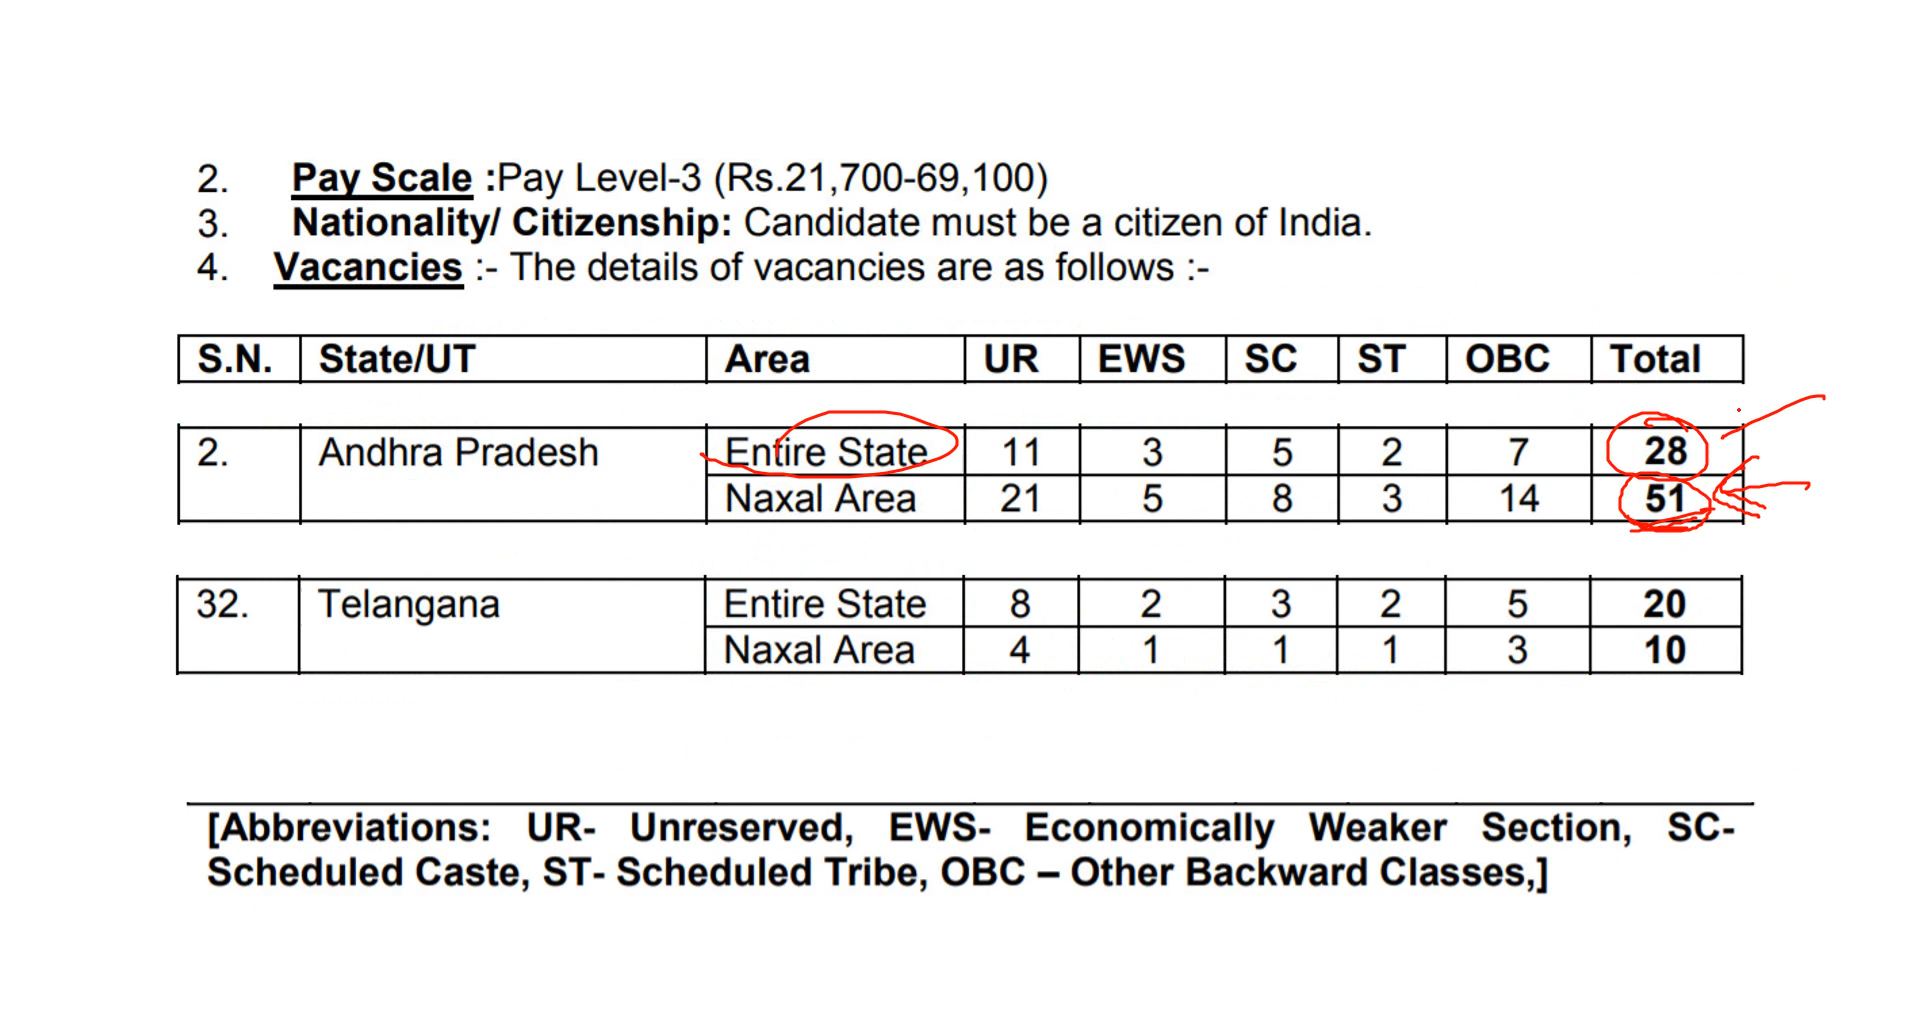 2. Pay Scale :Pay Level-3 (Rs.21,700-69,100)
3. Nationality/ Citizenship: Candidate must be a citizen of India.
4. Vacancies :- The details of vacancies are as follows :-
S.N. State/UT Area UR EWS SC ST OBC Total
2. Andhra Pradesh Entire State 11 3 5 2 7 28
Naxal Area 21 5 8 3 14 51
32. Telangana Entire State 8 2 3 2 5 20
Naxal Area 4 1 1 1 3 10
[Abbreviations: UR- Unreserved, EWS- Economically Weaker Section, SC-
Scheduled Caste, ST- Scheduled Tribe, OBC – Other Backward Classes,]